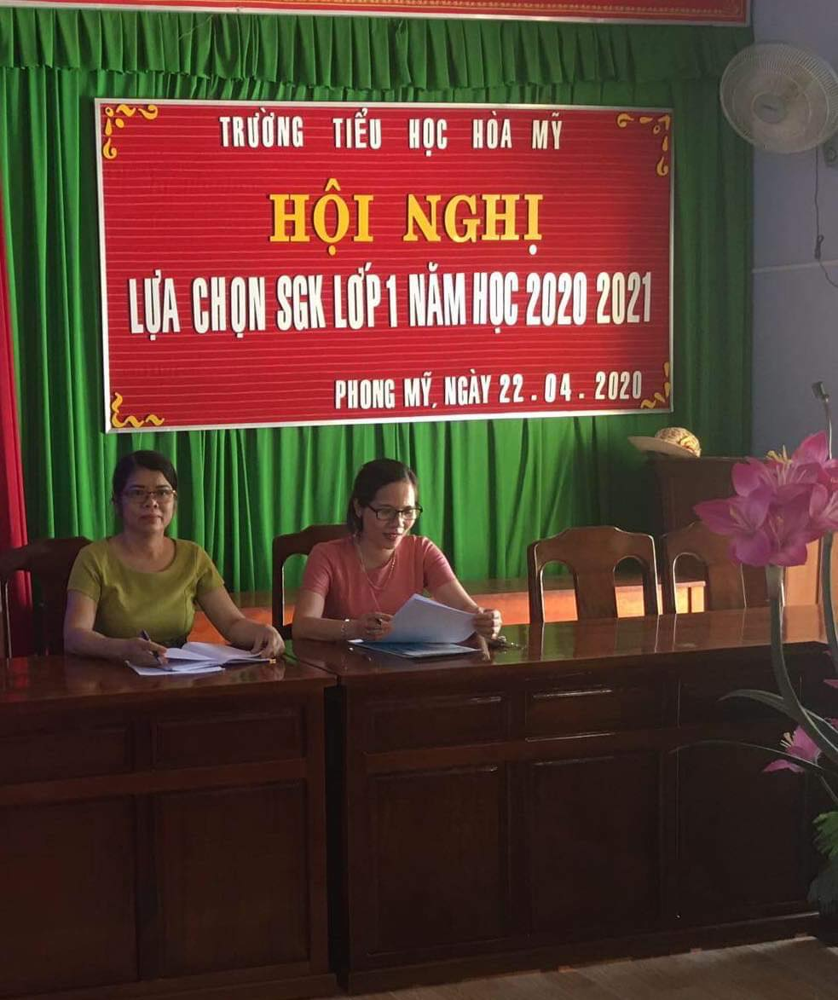 TRƯỜNG TIỂU HỌC HÒA MỸ
HỘI NGHỊ
LỰA CHỌN SGK LỚP 1 NĂM HỌC 2020 2021
PHONG MỸ, NGÀY 22 . 04 . 2020